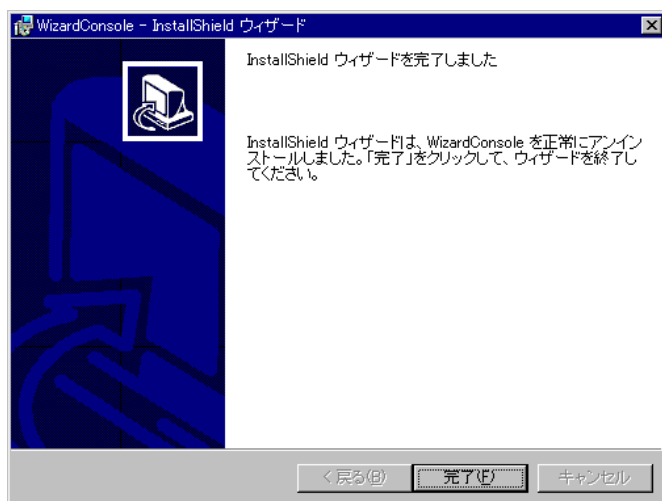 WizardConsole - InstallShield ウィザード
InstallShield ウィザードを完了しました
InstallShield ウィザードは、WizardConsole を正常にアンイン
ストールしました。「完了」をクリックして、ウィザードを終了し
てください。
< 戻る(B) 完了(F) キャンセル